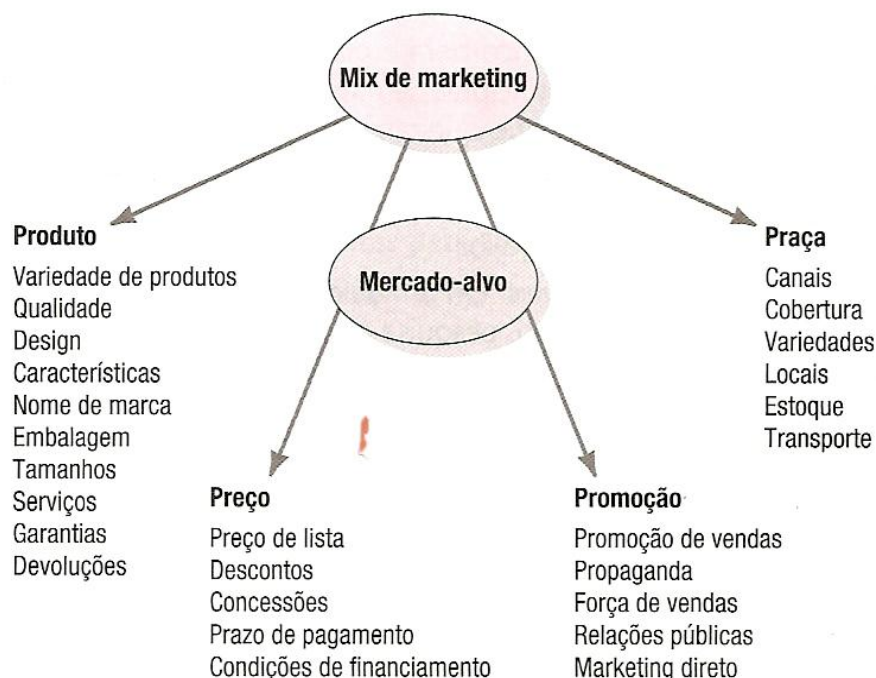 Mix de marketing
Mercado-alvo
Produto
Variedade de produtos
Qualidade
Design
Características
Nome de marca
Embalagem
Tamanhos
Serviços
Garantias
Devoluções
Preço
Preço de lista
Descontos
Concessões
Prazo de pagamento
Condições de financiamento
Promoção
Promoção de vendas
Propaganda
Força de vendas
Relações públicas
Marketing direto
Praça
Canais
Cobertura
Variedades
Locais
Estoque
Transporte